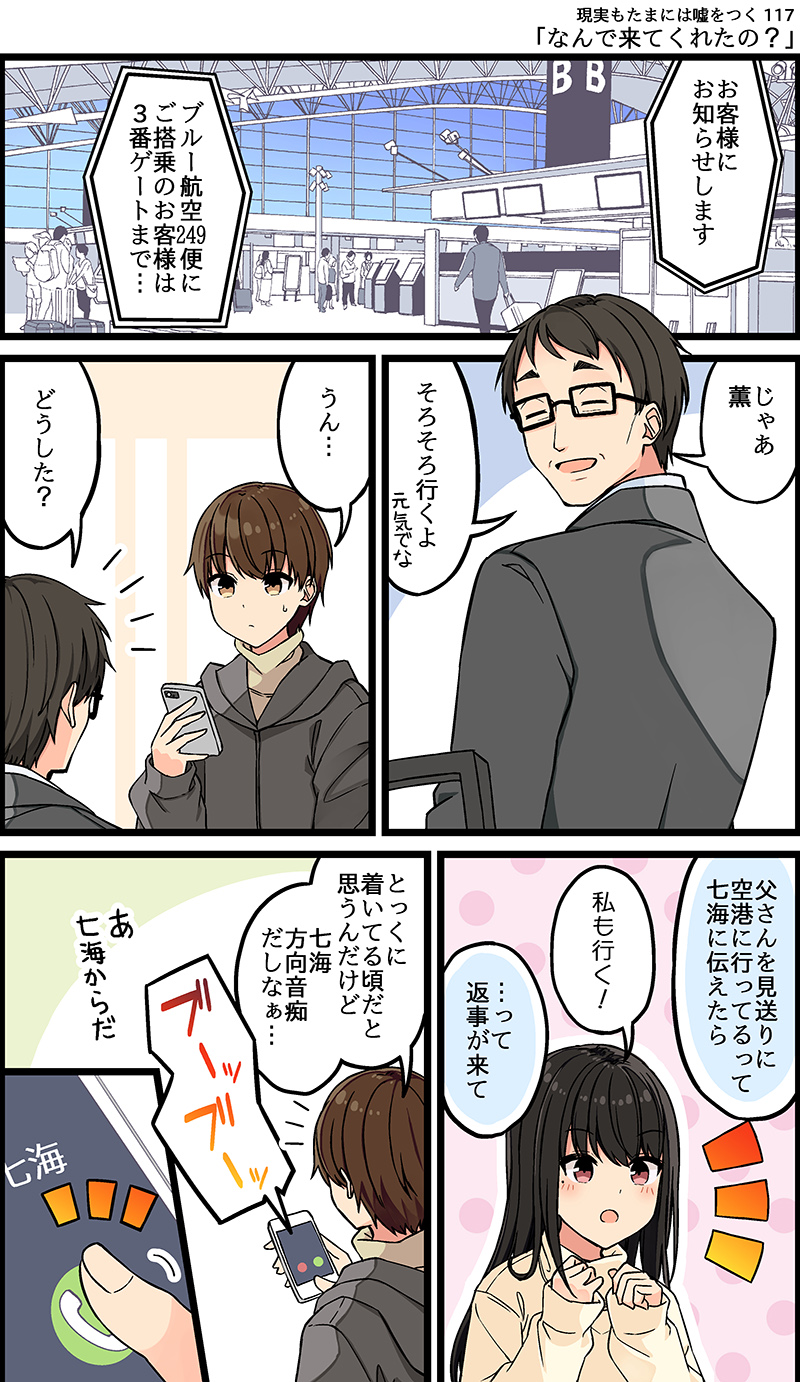 現実もたまには嘘をつく 117
「なんで来てくれたの？」
お客様に
お知らせします
BB
ブルー航空249便に
ご搭乗のお客様は
３番ゲートまで…
じゃあ
薫
そろそろ行くよ
元気でな
うん…
どうした？
父さんを見送りに
空港に行ってるって
七海に伝えたら
私も行く！
…って
返事が来て
とっくに
着いてる頃だと
思うんだけど
七海
方向音痴
だしなぁ…
ブーッ
ブーッ
あ
七海からだ
七海